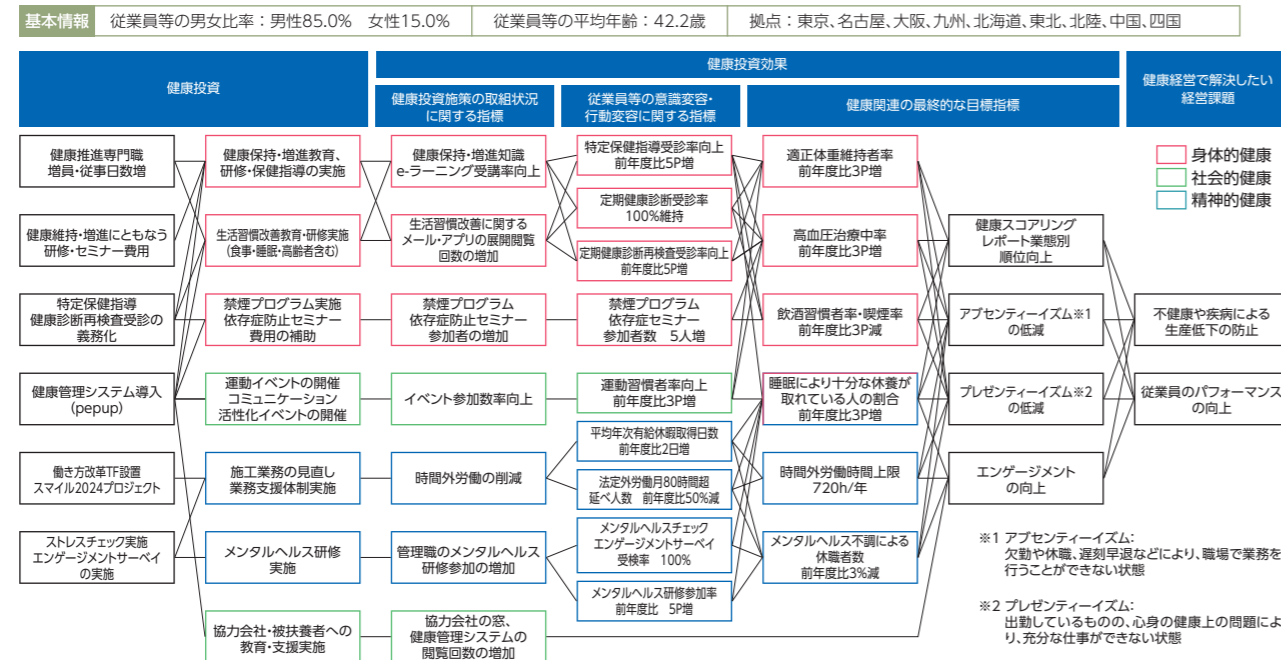 基本情報
従業員等の男女比率：男性85.0% 女性15.0%
従業員等の平均年齢：42.2歳
拠点：東京、名古屋、大阪、九州、北海道、東北、北陸、中国、四国
健康投資
健康投資効果
健康経営で解決したい
経営課題
健康投資施策の取組状況
に関する指標
従業員等の意識変容・
行動変容に関する指標
健康関連の最終的な目標指標
健康推進専門職
増員・従事日数増
健康維持・増進にともなう
研修・セミナー費用
特定保健指導
健康診断再検査受診の
義務化
健康管理システム導入
(pepup)
働き方改革TF設置
スマイル2024プロジェクト
ストレスチェック実施
エンゲージメントサーベイ
の実施
健康保持・増進教育、
研修・保健指導の実施
生活習慣改善教育・研修実施
(食事・睡眠・高齢者含む)
禁煙プログラム実施
依存症防止セミナー
費用の補助
運動イベントの開催
コミュニケーション
活性化イベントの開催
施工業務の見直し
業務支援体制実施
メンタルヘルス研修
実施
協力会社・被扶養者への
教育・支援実施
健康保持・増進知識
e-ラーニング受講率向上
生活習慣改善に関する
メール・アプリの展開閲覧
回数の増加
禁煙プログラム
依存症防止セミナー
参加者の増加
イベント参加数率向上
時間外労働の削減
管理職のメンタルヘルス
研修参加の増加
協力会社の窓、
健康管理システムの
閲覧回数の増加
特定保健指導受診率向上
前年度比5P増
定期健康診断受診率
100%維持
定期健康診断再検査受診率向上
前年度比5P増
禁煙プログラム
依存症セミナー
参加者数 5人増
運動習慣者率向上
前年度比3P増
平均年次有給休暇取得日数
前年度比2日増
法定外労働月80時間超
延べ人数 前年度比50%減
メンタルヘルスチェック
エンゲージメントサーベイ
受検率 100%
メンタルヘルス研修参加率
前年度比 5P増
適正体重維持者率
前年度比3P増
高血圧治療中率
前年度比3P増
飲酒習慣者率・喫煙率
前年度比3P減
睡眠により十分な休養が
取れている人の割合
前年度比3P増
時間外労働時間上限
720h/年
メンタルヘルス不調による
休職者数
前年度比3%減
健康スコアリング
レポート業態別
順位向上
アブセンティーイズム※1
の低減
プレゼンティーイズム※2
の低減
エンゲージメント
の向上
不健康や疾病による
生産低下の防止
従業員のパフォーマンス
の向上
身体的健康
社会的健康
精神的健康
※1 アブセンティーイズム：
欠勤や休職、遅刻早退などにより、職場で業務を
行うことができない状態
※2 プレゼンティーイズム：
出勤しているものの、心身の健康上の問題によ
り、充分な仕事ができない状態